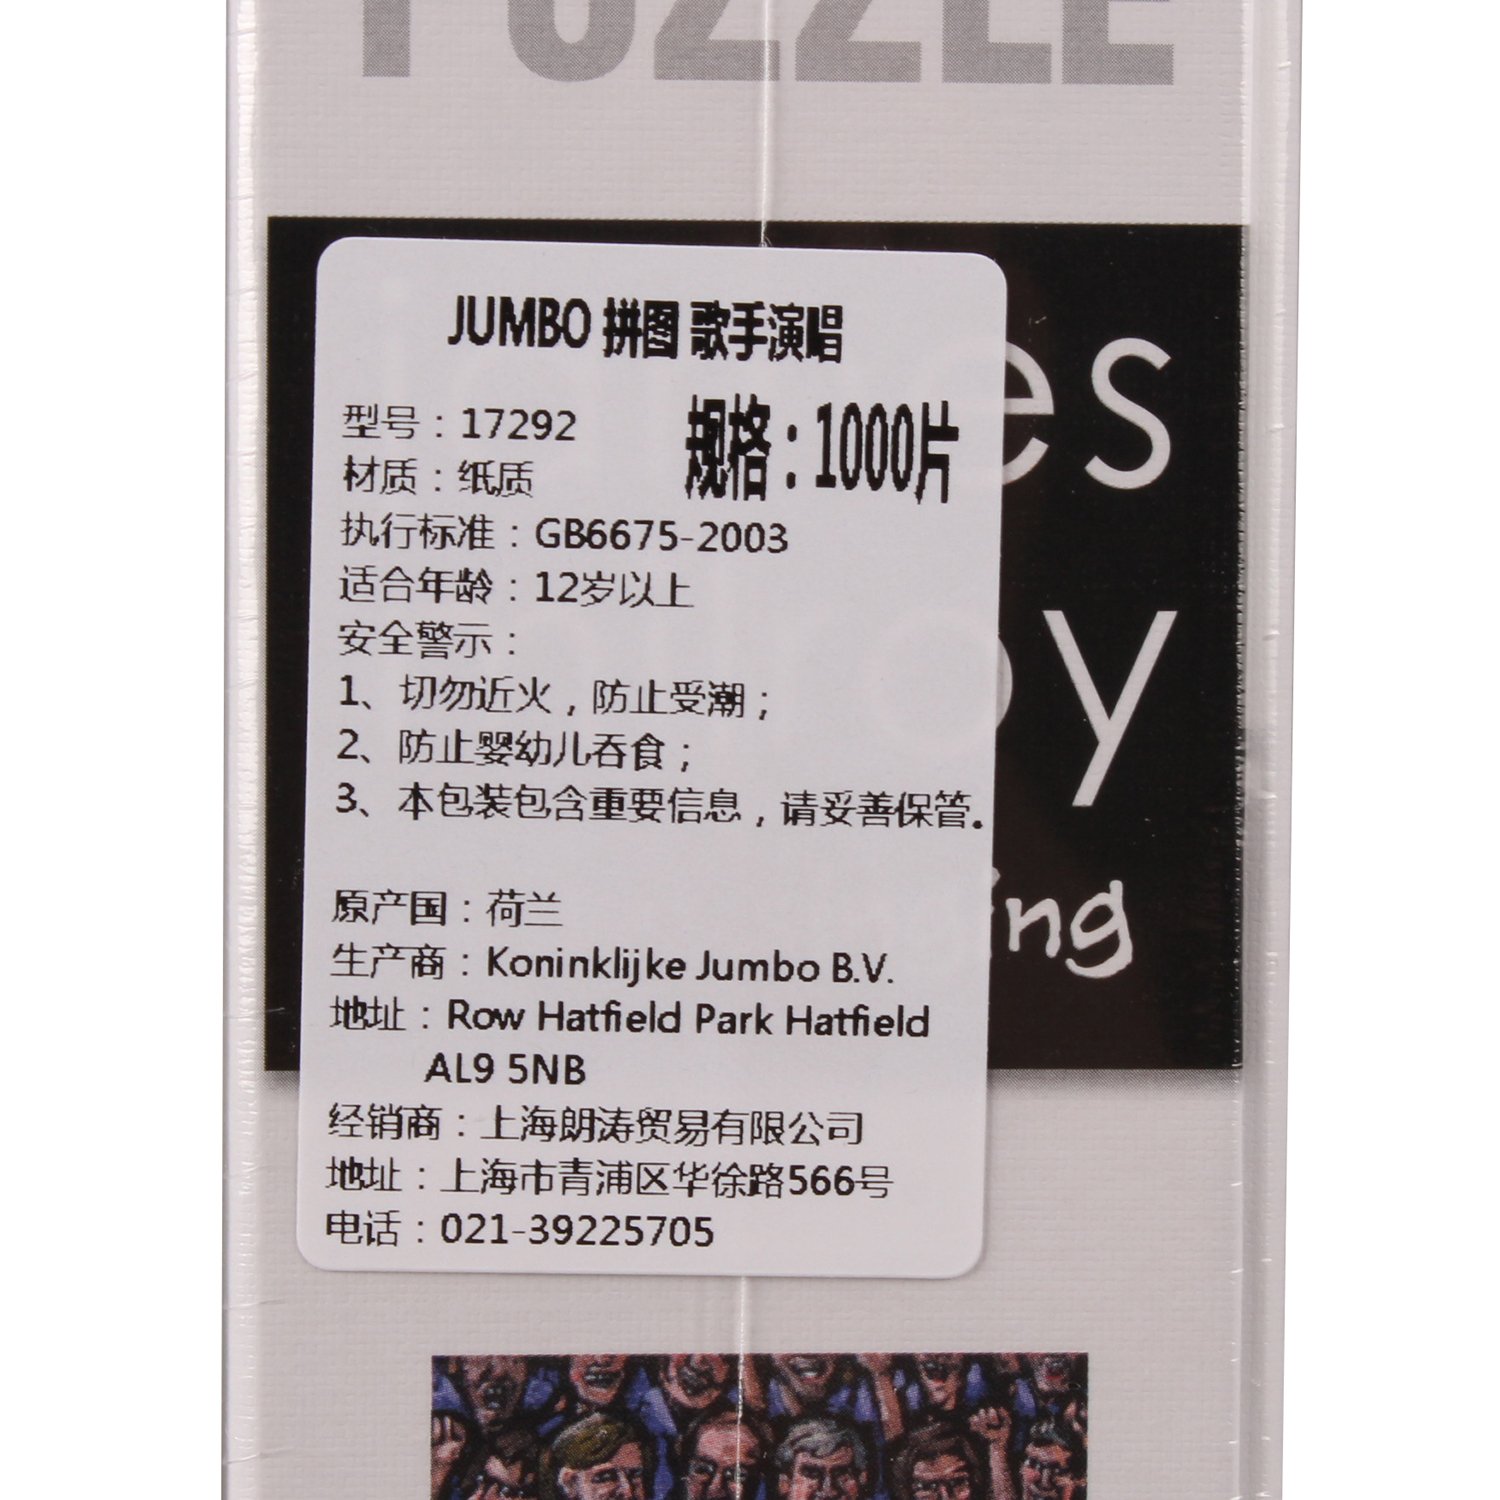 PUZZLE
JUMBO 拼图 歌手演唱
型号：17292 规格：1000片
材质：纸质
执行标准：GB6675-2003
适合年龄：12岁以上
安全警示：
1、切勿近火，防止受潮；
2、防止婴幼儿吞食；
3、本包装包含重要信息，请妥善保管。
原产国：荷兰
生产商：Koninklijke Jumbo B.V.
地址：Row Hatfield Park Hatfield
AL9 5NB
经销商：上海朗涛贸易有限公司
地址：上海市青浦区华徐路566号
电话：021-39225705